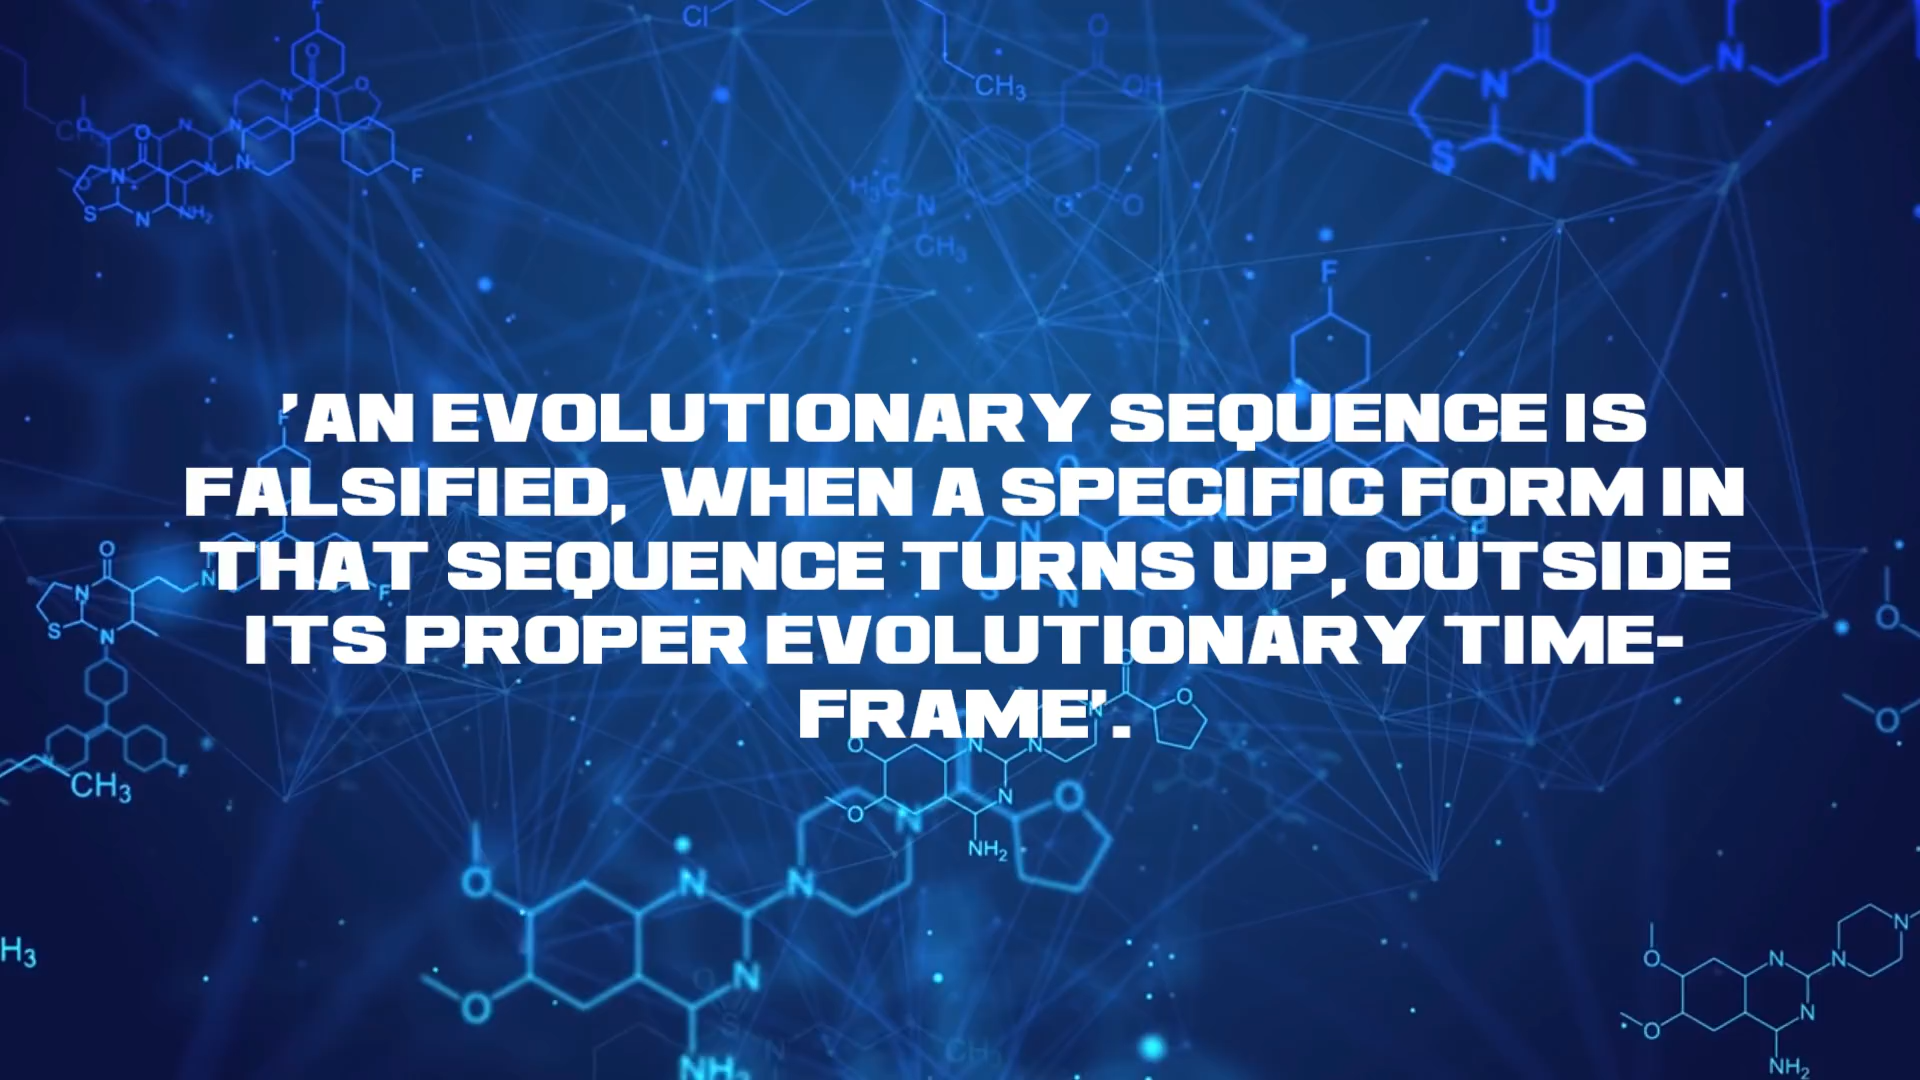 'AN EVOLUTIONARY SEQUENCE IS
FALSIFIED, WHEN A SPECIFIC FORM IN
THAT SEQUENCE TURNS UP, OUTSIDE
ITS PROPER EVOLUTIONARY TIME-
FRAME'.